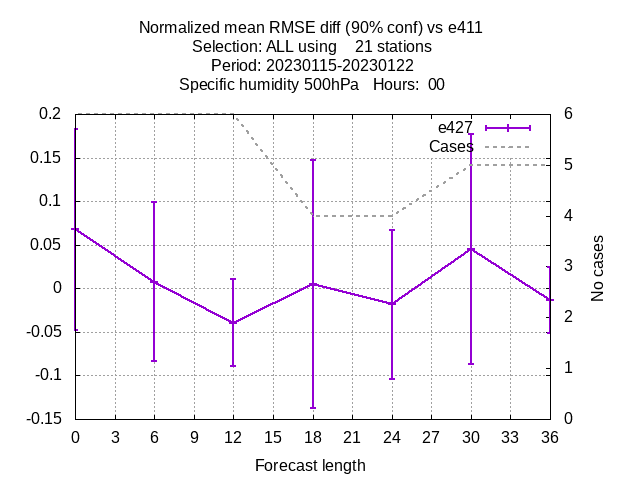 Normalized mean RMSE diff (90% conf) vs e411
Selection: ALL using    21 stations
Period: 20230115-20230122
Specific humidity 500hPa   Hours:  00
e427
Cases
0.2
0.15
0.1
0.05
0
-0.05
-0.1
-0.15
6
5
4
3
2
1
0
No cases
0 3 6 9 12 15 18 21 24 27 30 33 36
Forecast length